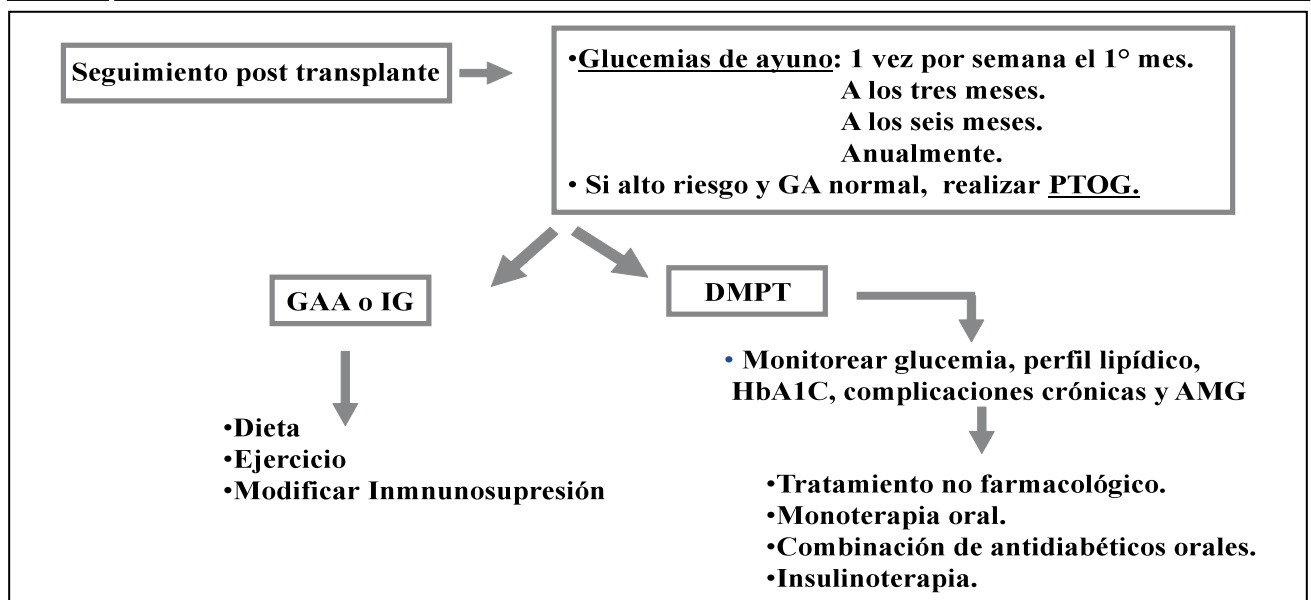 Seguimiento post transplante
•Glucemias de ayuno: 1 vez por semana el 1° mes.
A los tres meses.
A los seis meses.
Anualmente.
• Si alto riesgo y GA normal, realizar PTOG.
GAA o IG
DMPT
•Dieta
•Ejercicio
•Modificar Inmnunosupresión
• Monitorear glucemia, perfil lipídico,
HbA1C, complicaciones crónicas y AMG
•Tratamiento no farmacológico.
•Monoterapia oral.
•Combinación de antidiabéticos orales.
•Insulinoterapia.